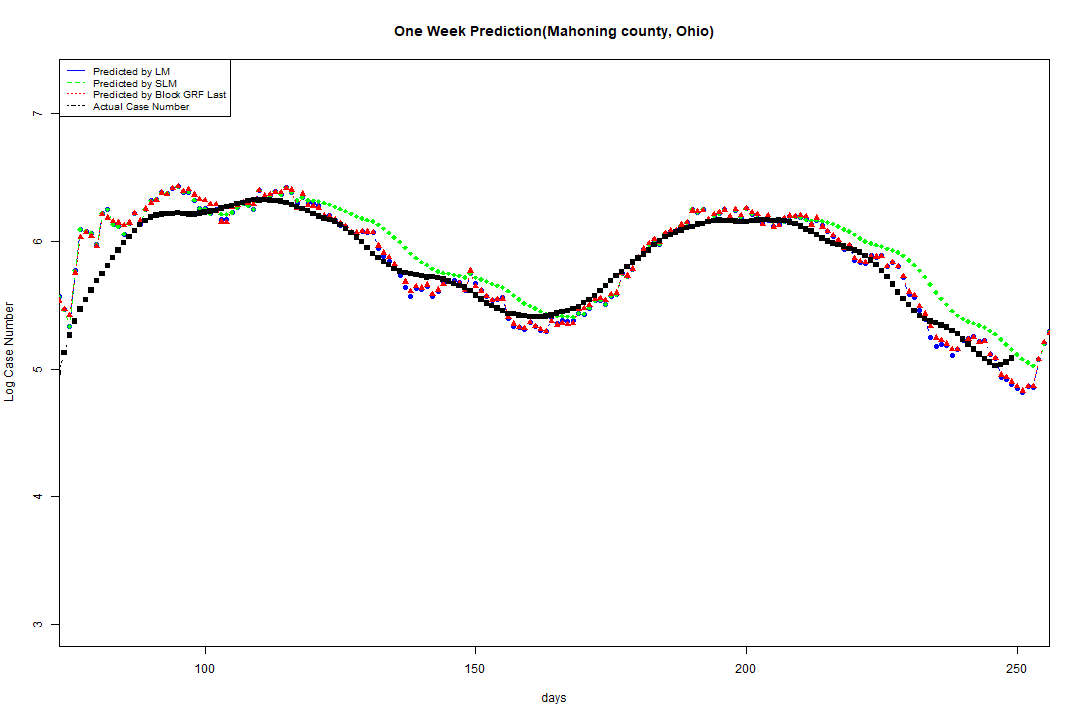 One Week Prediction(Mahoning county, Ohio)
Predicted by LM
Predicted by SLM
Predicted by Block GRF Last
Actual Case Number
7
6
5
4
3
Log Case Number
100 150 200 250
days